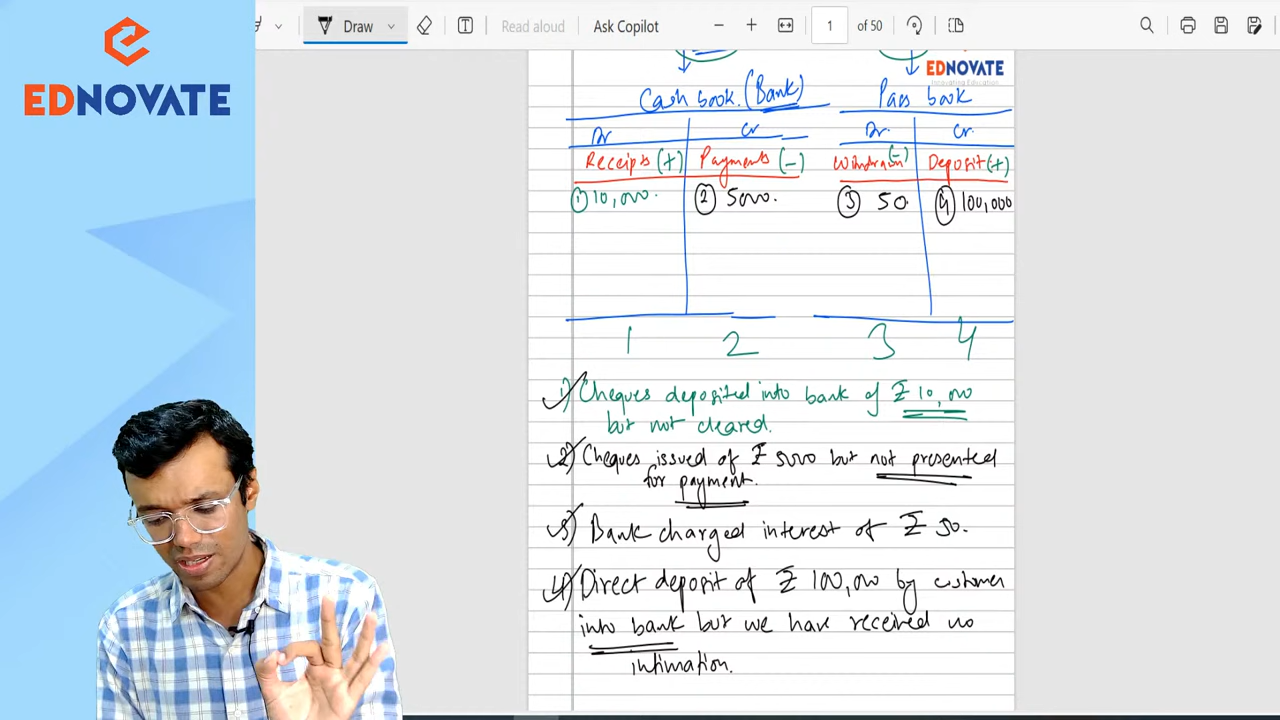 Draw
Read aloud
Ask Copilot
1 of 50
EDNOVATE
EDNOVATE
Innovating Education
Cash book. (Bank)
Pass book
Dr
Cr
Dr.
Cr.
Receipts (+)
Payments (-)
Withdrawn (-)
Deposit (+)
① 10,000.
② 5000.
③ 50.
④ 100,000
1 2 3 4
1) Cheques deposited into bank of ₹ 10,000
but not cleared.
2) Cheques issued of ₹ 5000 but not presented
for payment.
3) Bank charged interest of ₹ 50.
4) Direct deposit of ₹ 100,000 by customer
into bank but we have received no
intimation.